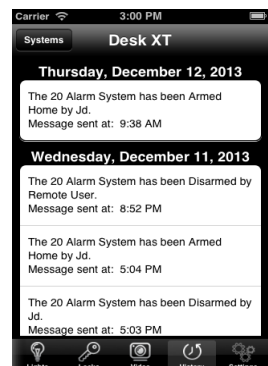 Carrier 3:00 PM
Systems Desk XT
Thursday, December 12, 2013
The 20 Alarm System has been Armed
Home by Jd.
Message sent at: 9:38 AM
Wednesday, December 11, 2013
The 20 Alarm System has been Disarmed by
Remote User.
Message sent at: 8:52 PM
The 20 Alarm System has been Armed
Home by Jd.
Message sent at: 5:04 PM
The 20 Alarm System has been Disarmed by
Jd.
Message sent at: 5:03 PM
Lights Locks Video History Settings